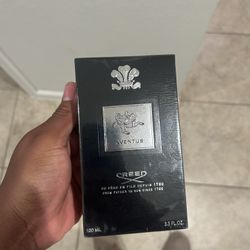 AVENTUS
CREED
DE PÈRE EN FILS DEPUIS 1760
FROM FATHER TO SON SINCE 1760
100 ML
3.3 FL.OZ.